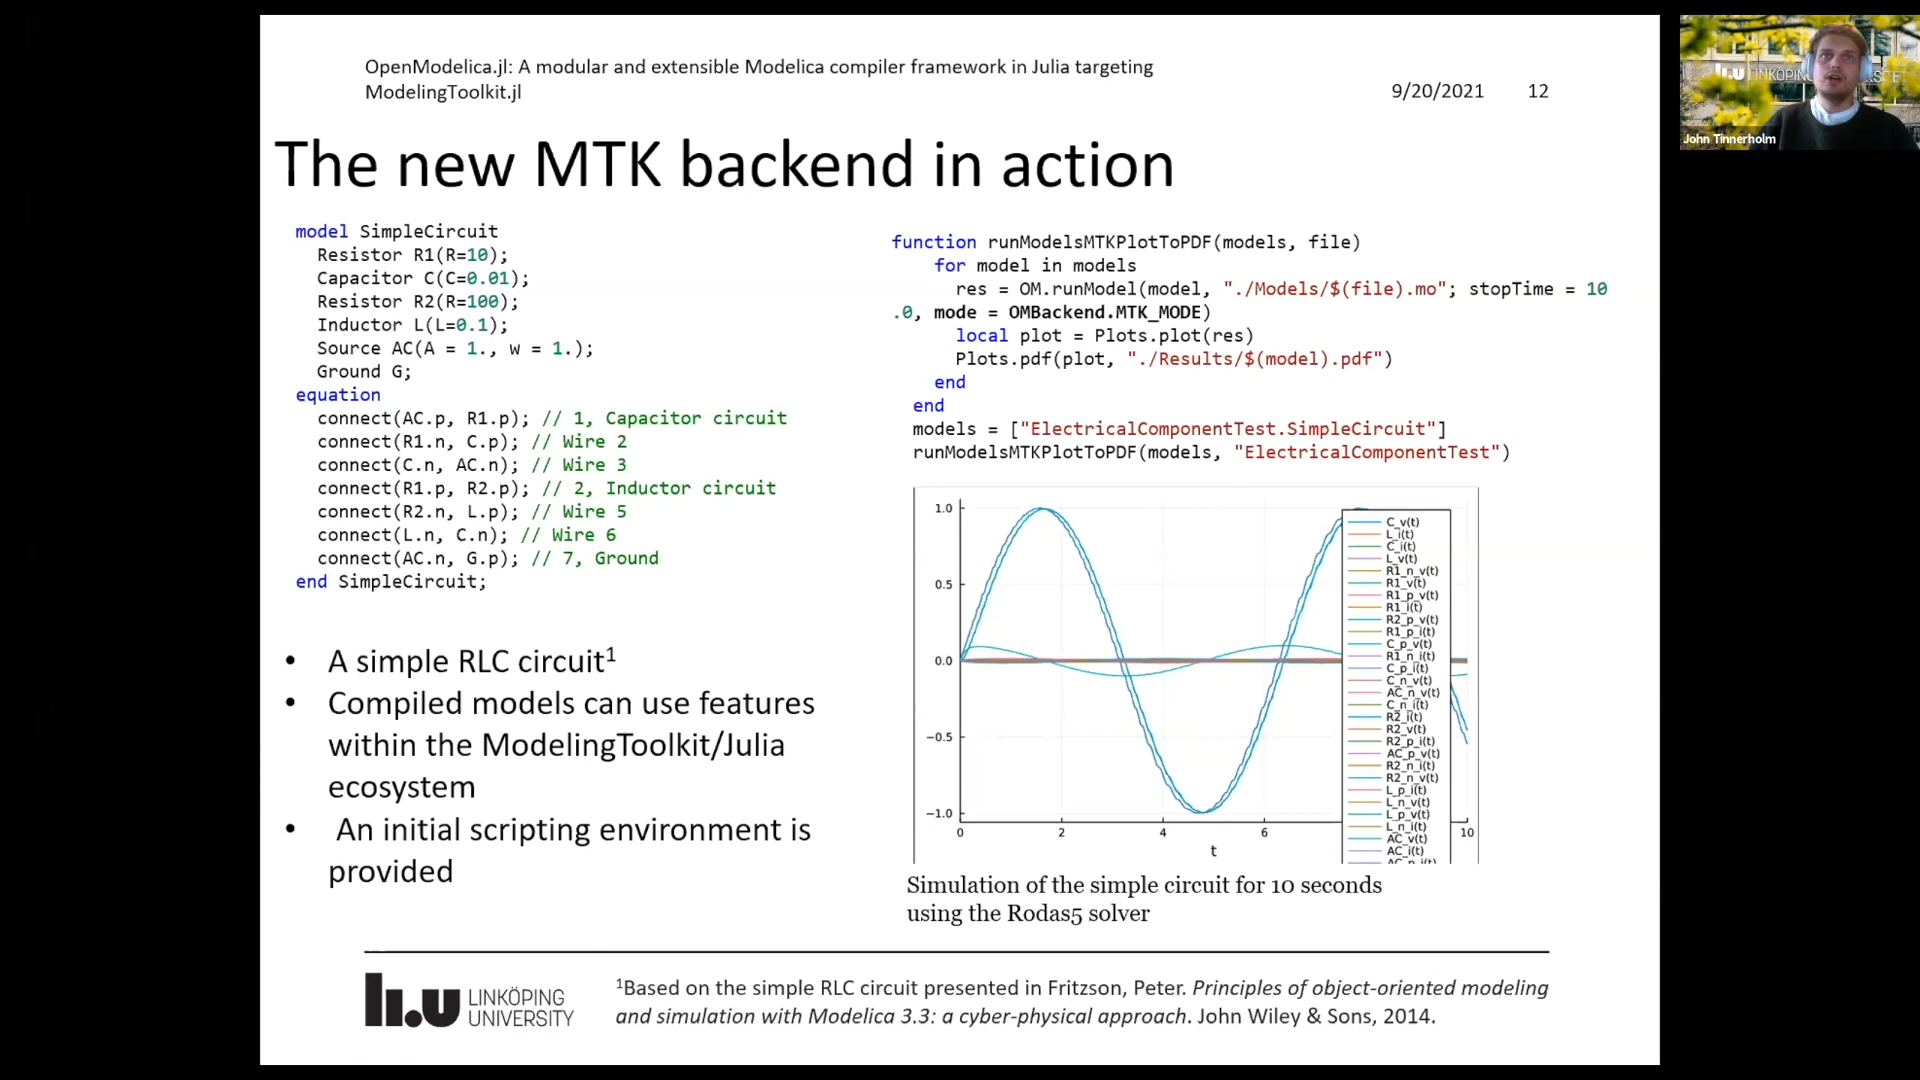 OpenModelica.jl: A modular and extensible Modelica compiler framework in Julia targeting
ModelingToolkit.jl
9/20/2021 12
The new MTK backend in action
model SimpleCircuit
Resistor R1(R=10);
Capacitor C(C=0.01);
Resistor R2(R=100);
Inductor L(L=0.1);
Source AC(A = 1., w = 1.);
Ground G;
equation
connect(AC.p, R1.p); // 1, Capacitor circuit
connect(R1.n, C.p); // Wire 2
connect(C.n, AC.n); // Wire 3
connect(R1.p, R2.p); // 2, Inductor circuit
connect(R2.n, L.p); // Wire 5
connect(L.n, C.n); // Wire 6
connect(AC.n, G.p); // 7, Ground
end SimpleCircuit;
• A simple RLC circuit¹
• Compiled models can use features
within the ModelingToolkit/Julia
ecosystem
• An initial scripting environment is
provided
function runModelsMTKPlotToPDF(models, file)
for model in models
res = OM.runModel(model, "./Models/$(file).mo"; stopTime = 10
.0, mode = OMBackend.MTK_MODE)
local plot = Plots.plot(res)
Plots.pdf(plot, "./Results/$(model).pdf")
end
end
models = ["ElectricalComponentTest.SimpleCircuit"]
runModelsMTKPlotToPDF(models, "ElectricalComponentTest")
1.0
0.5
0.0
−0.5
−1.0
0 2 4 6 10
t
C_v(t)
L_i(t)
C_i(t)
L_v(t)
R1_n_v(t)
R1_v(t)
R1_p_v(t)
R1_i(t)
R2_p_v(t)
R1_p_i(t)
C_p_v(t)
R1_n_i(t)
C_p_i(t)
C_n_v(t)
AC_n_v(t)
C_n_i(t)
R2_i(t)
R2_v(t)
R2_p_i(t)
AC_p_v(t)
R2_n_i(t)
R2_n_v(t)
L_p_i(t)
L_n_v(t)
L_p_v(t)
L_n_i(t)
AC_v(t)
AC_i(t)
Simulation of the simple circuit for 10 seconds
using the Rodas5 solver
LINKÖPING
UNIVERSITY
¹Based on the simple RLC circuit presented in Fritzson, Peter. Principles of object-oriented modeling
and simulation with Modelica 3.3: a cyber-physical approach. John Wiley & Sons, 2014.
John Tinnerholm